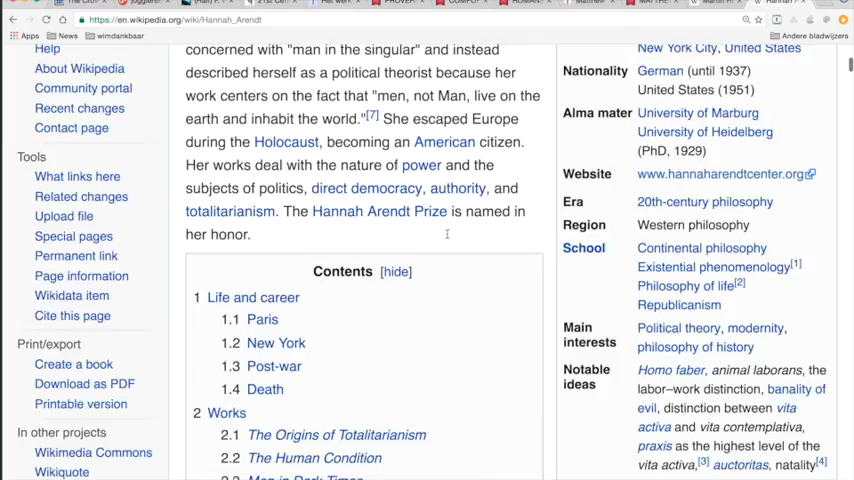 https://en.wikipedia.org/wiki/Hannah_Arendt
Apps
News
wimdankbaar
Andere bladwijzers
Help
About Wikipedia
Community portal
Recent changes
Contact page
Tools
What links here
Related changes
Upload file
Special pages
Permanent link
Page information
Wikidata item
Cite this page
Print/export
Create a book
Download as PDF
Printable version
In other projects
Wikimedia Commons
Wikiquote
concerned with "man in the singular" and instead
described herself as a political theorist because her
work centers on the fact that "men, not Man, live on the
earth and inhabit the world."[7] She escaped Europe
during the Holocaust, becoming an American citizen.
Her works deal with the nature of power and the
subjects of politics, direct democracy, authority, and
totalitarianism. The Hannah Arendt Prize is named in
her honor.
Contents [hide]
1 Life and career
1.1 Paris
1.2 New York
1.3 Post-war
1.4 Death
2 Works
2.1 The Origins of Totalitarianism
2.2 The Human Condition
2.3 Men in Dark Times
New York City, United States
Nationality German (until 1937)
United States (1951)
Alma mater University of Marburg
University of Heidelberg
(PhD, 1929)
Website www.hannaharendtcenter.org
Era 20th-century philosophy
Region Western philosophy
School Continental philosophy
Existential phenomenology[1]
Philosophy of life[2]
Republicanism
Main interests Political theory, modernity,
philosophy of history
Notable ideas Homo faber, animal laborans, the
labor–work distinction, banality of
evil, distinction between vita
activa and vita contemplativa,
praxis as the highest level of the
vita activa,[3] auctoritas, natality[4]